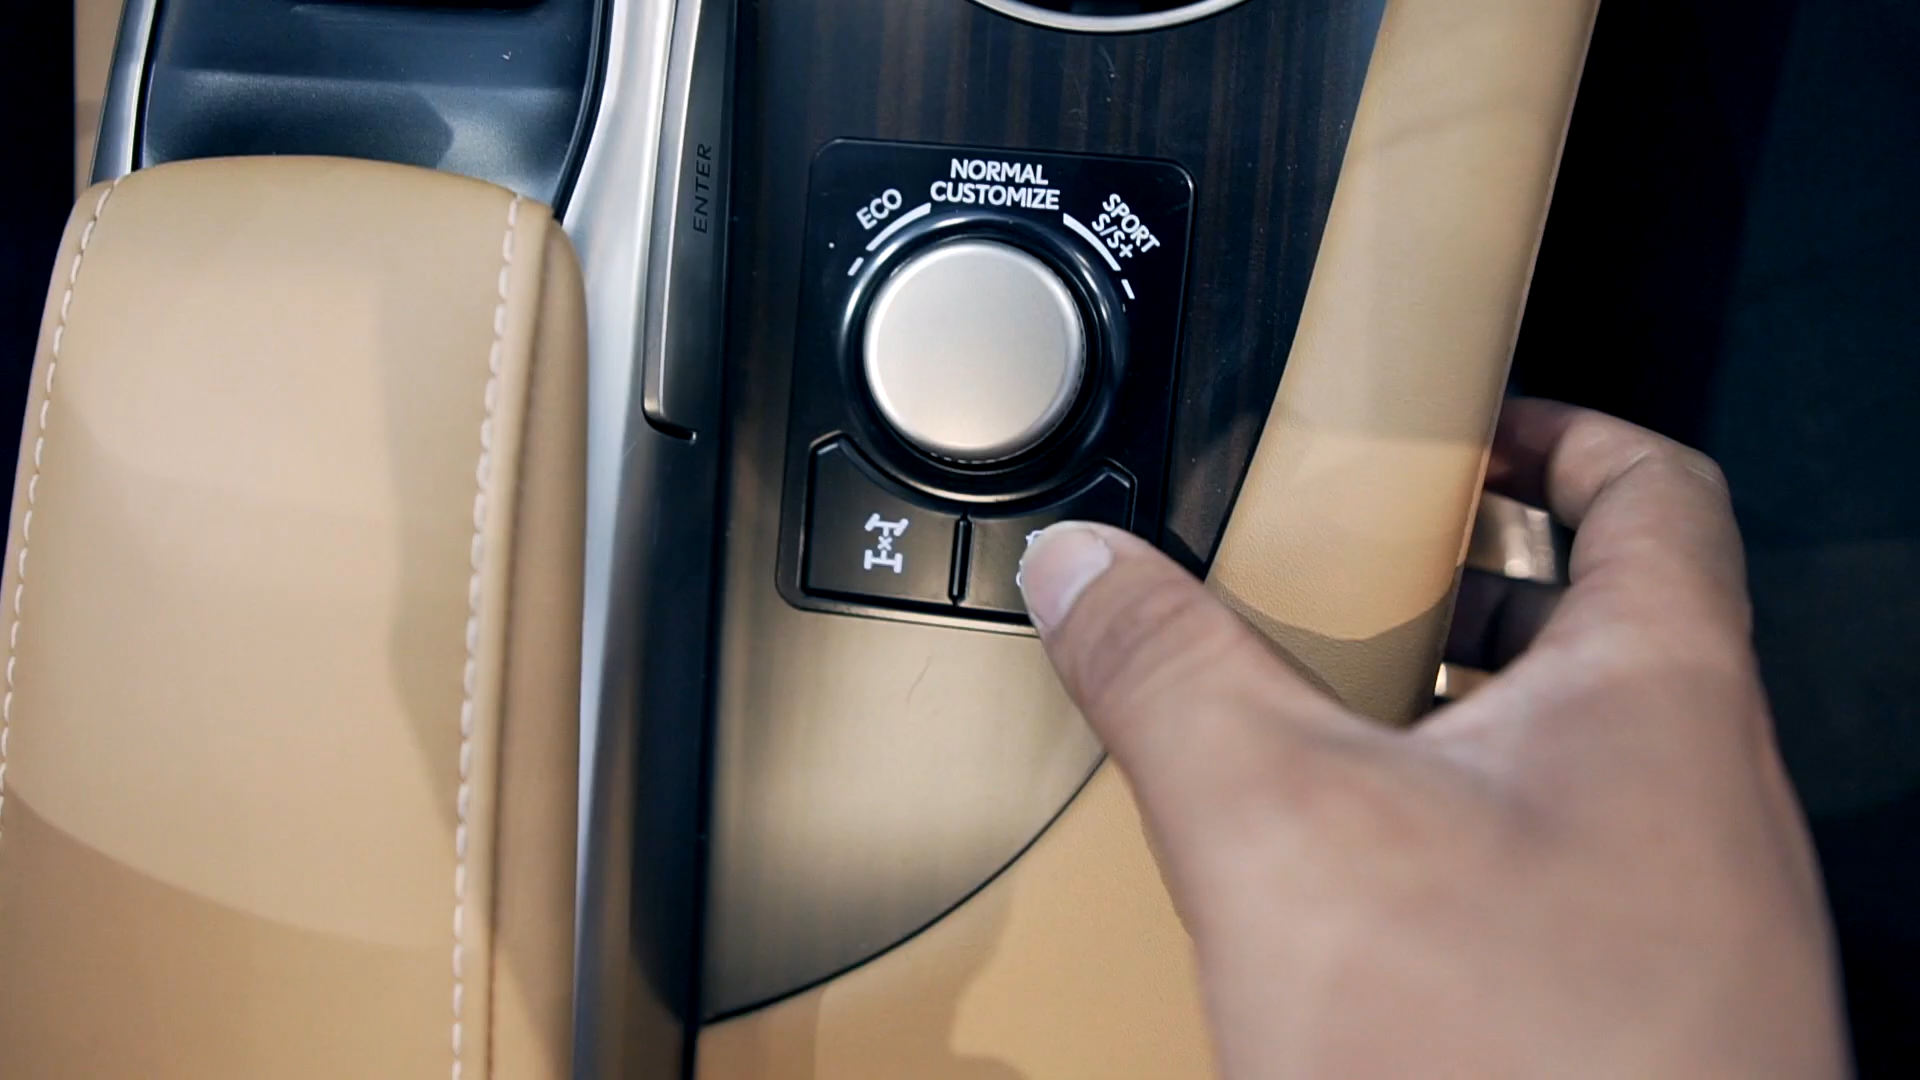 ENTER
NORMAL
CUSTOMIZE
ECO
SPORT
S/S+